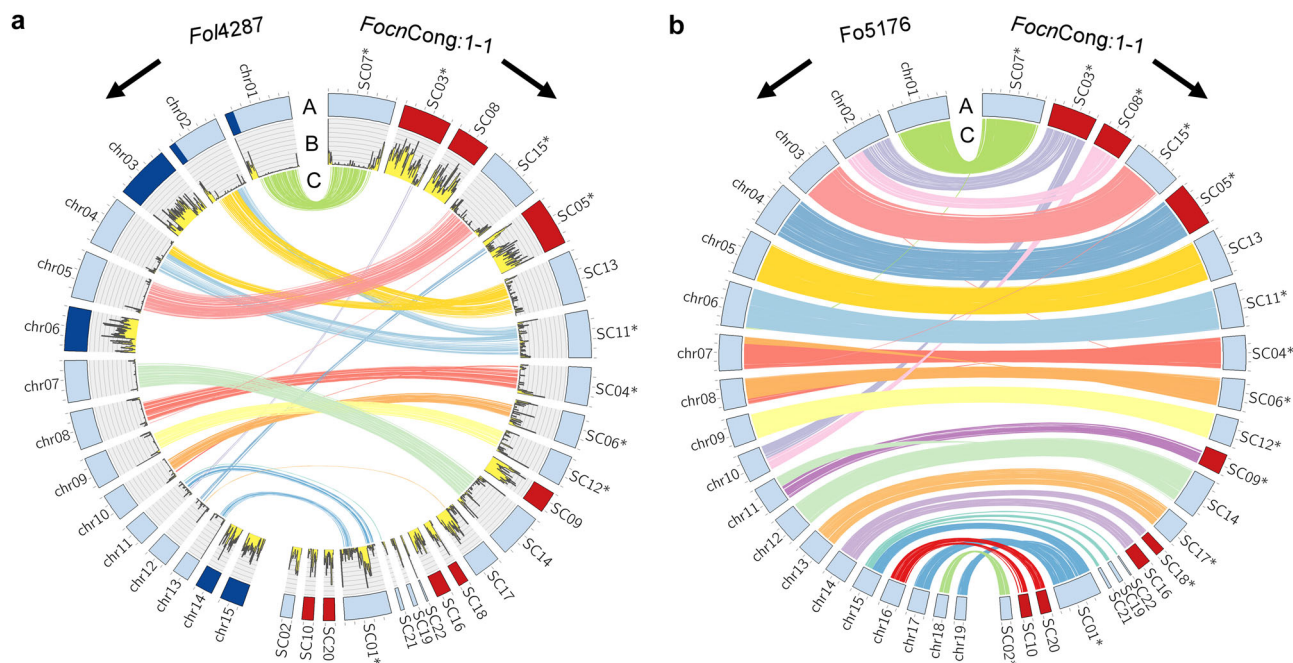 a
Fol4287
FocnCong:1-1
chr01
chr02
chr03
chr04
chr05
chr06
chr07
chr08
chr09
chr10
chr11
chr12
chr13
chr14
chr15
A
B
C
SC07*
SC03*
SC08
SC15*
SC05*
SC13
SC11*
SC04*
SC06*
SC12*
SC09
SC14
SC17
SC18
SC16
SC22
SC19
SC21
SC01*
SC20
SC10
SC02
b
Fo5176
FocnCong:1-1
chr01
chr02
chr03
chr04
chr05
chr06
chr07
chr08
chr09
chr10
chr11
chr12
chr13
chr14
chr15
chr16
chr17
chr18
chr19
A
C
SC07*
SC03*
SC08*
SC15*
SC05*
SC13
SC11*
SC04*
SC06*
SC12*
SC09*
SC14
SC17*
SC18*
SC16
SC22
SC19
SC21
SC01*
SC20
SC10
SC02*